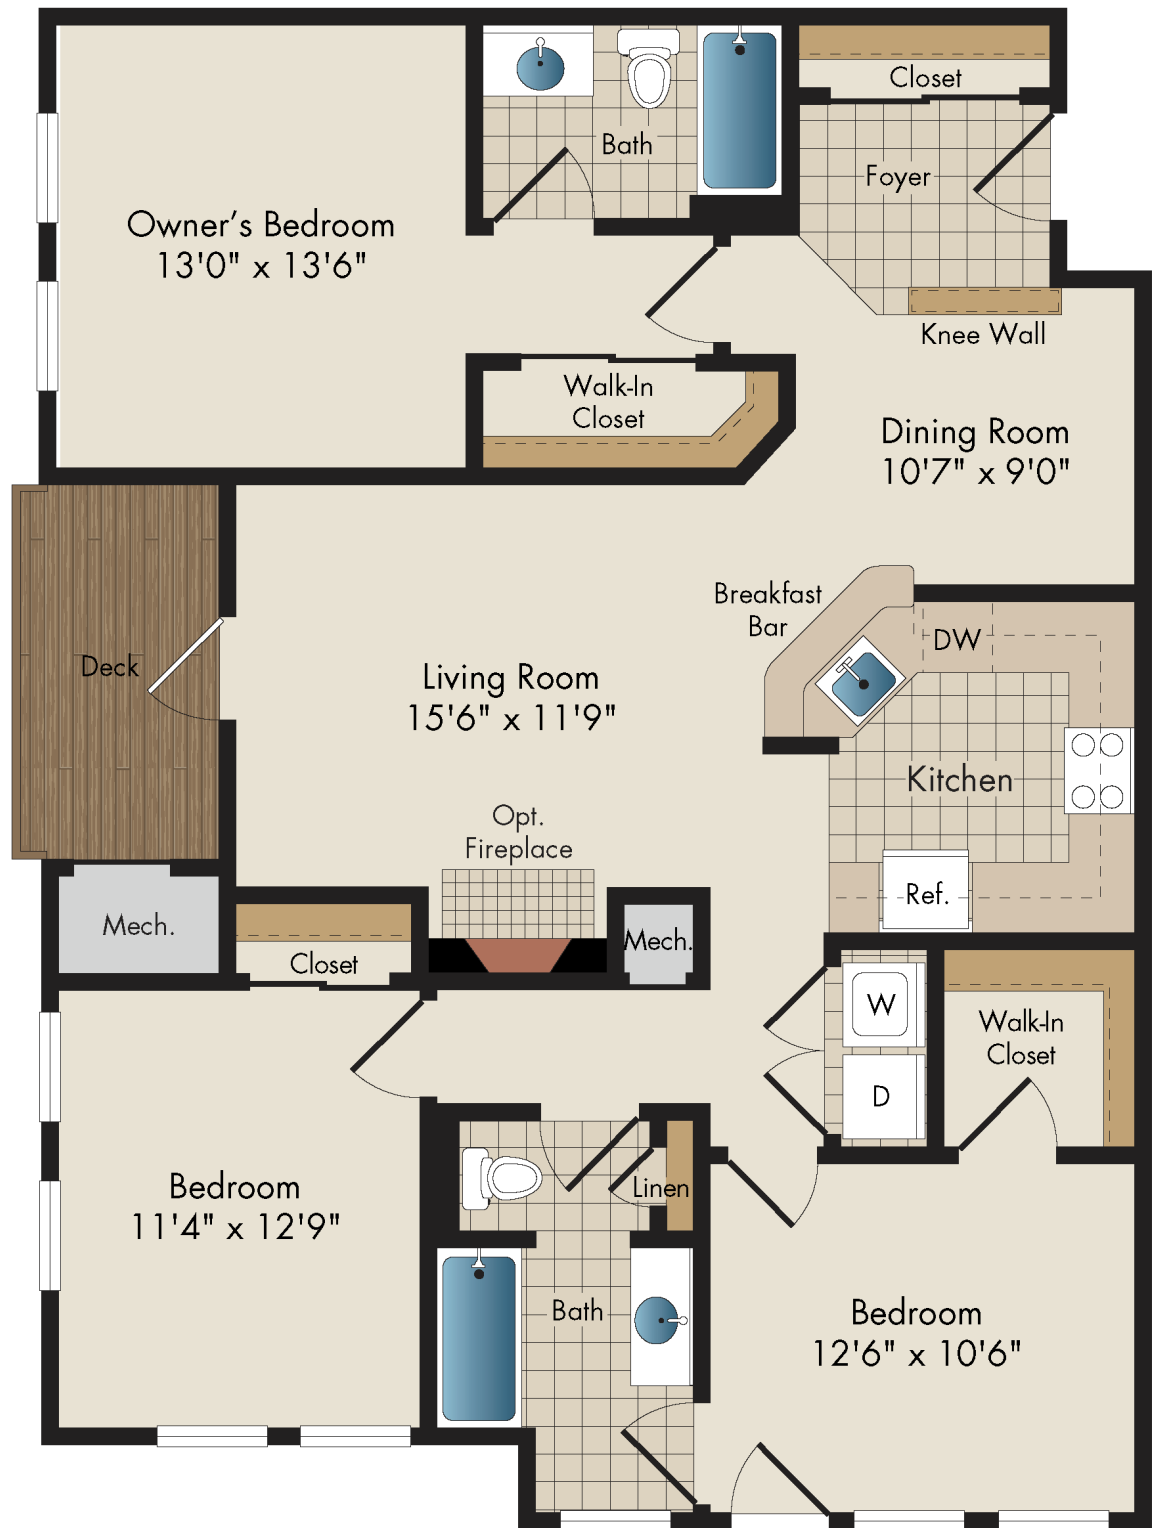 Closet
Bath
Foyer
Owner's Bedroom
13'0" x 13'6"
Knee Wall
Walk-In
Closet
Dining Room
10'7" x 9'0"
Breakfast
Bar
DW
Deck
Living Room
15'6" x 11'9"
Kitchen
Opt.
Fireplace
Ref.
Mech.
Mech.
Closet
W
Walk-In
Closet
D
Bedroom
11'4" x 12'9"
Linen
Bath
Bedroom
12'6" x 10'6"